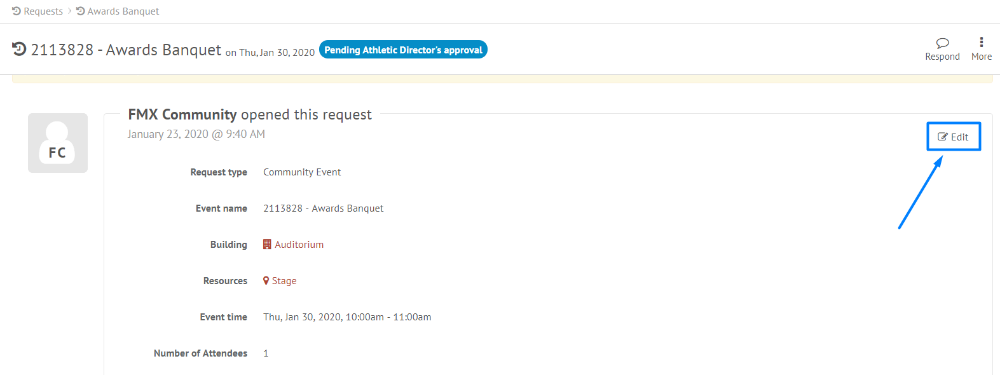 Requests > Awards Banquet
2113828 - Awards Banquet on Thu, Jan 30, 2020 Pending Athletic Director's approval
Respond More
FMX Community opened this request
January 23, 2020 @ 9:40 AM
FC
Edit
Request type Community Event
Event name 2113828 - Awards Banquet
Building Auditorium
Resources Stage
Event time Thu, Jan 30, 2020, 10:00am - 11:00am
Number of Attendees 1